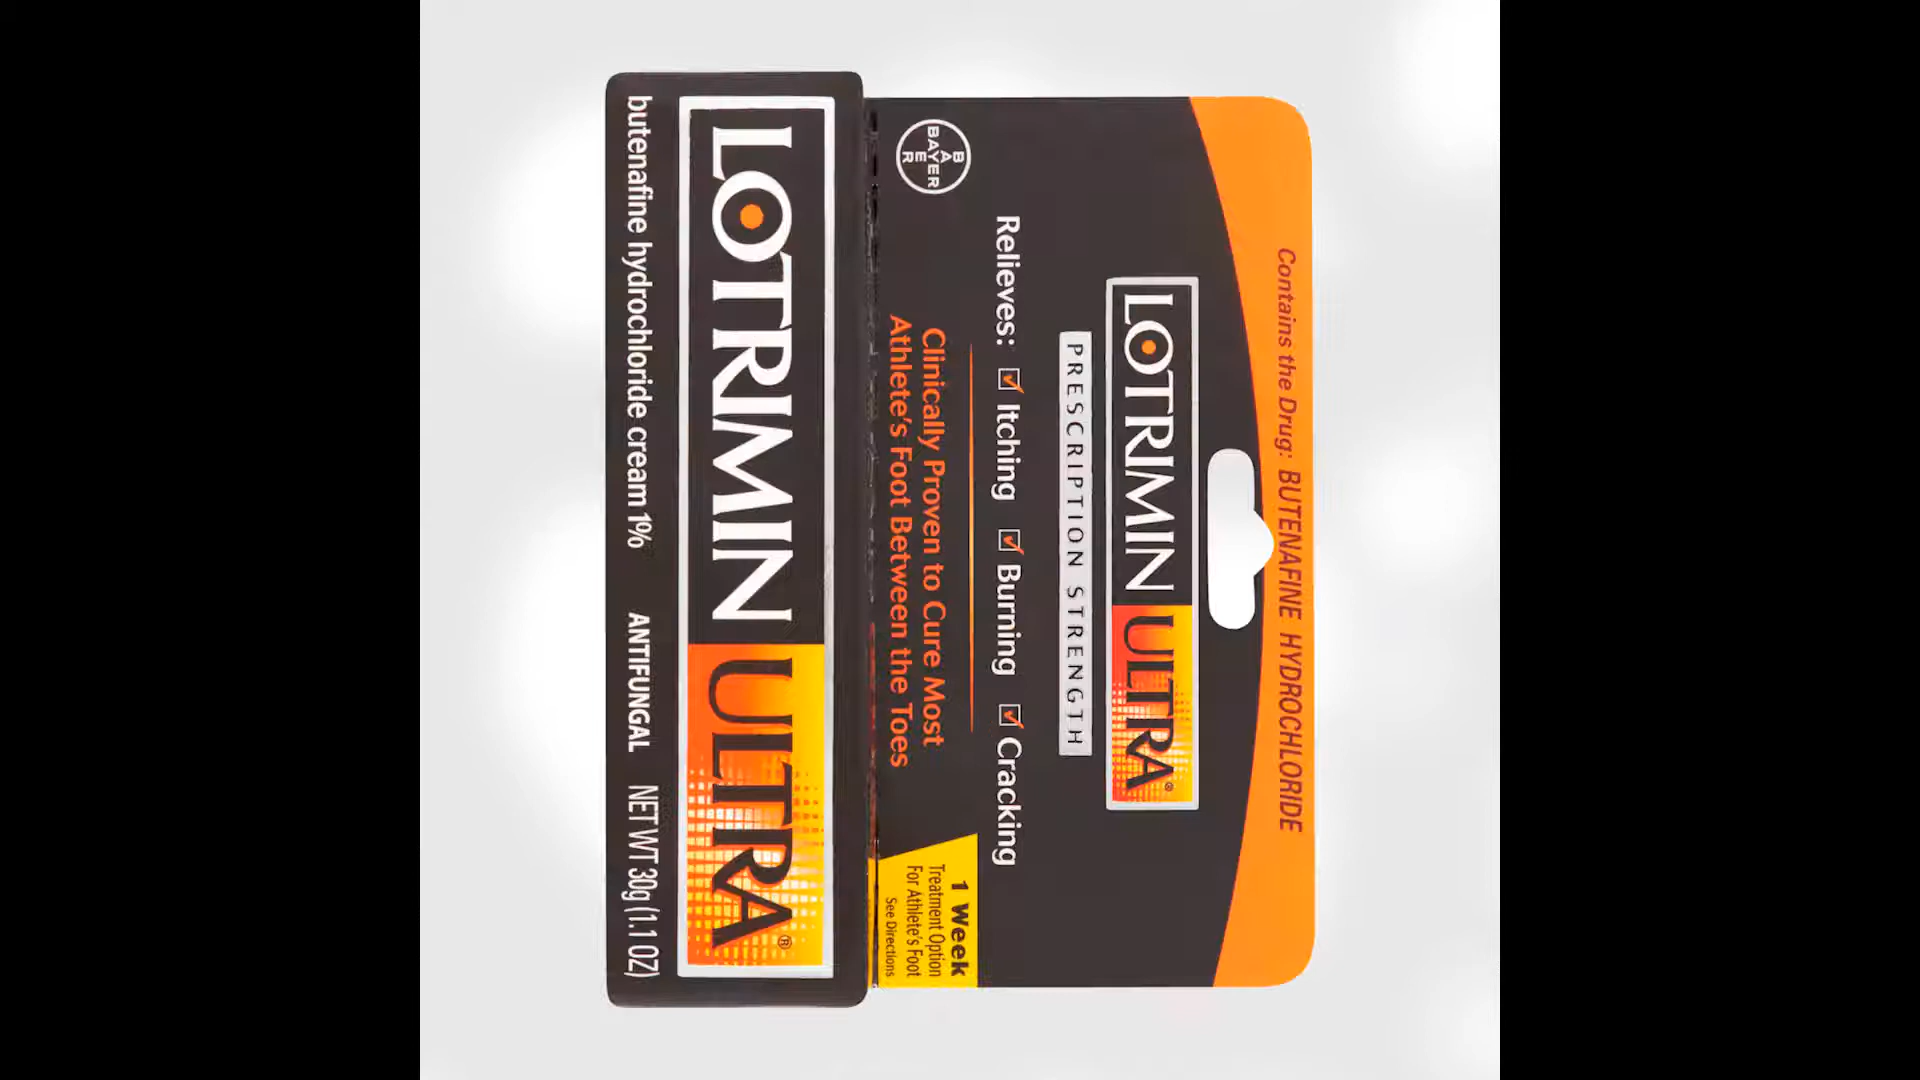 Contains the Drug: BUTENAFINE HYDROCHLORIDE
LOTRIMIN ULTRA®
PRESCRIPTION STRENGTH
Relieves: Itching Burning Cracking
Clinically Proven to Cure Most
Athlete's Foot Between the Toes
BAYER
BAYER
1 Week
Treatment Option
For Athlete's Foot
See Directions
LOTRIMIN ULTRA®
butenafine hydrochloride cream 1% ANTIFUNGAL NET WT 30g (1.1 OZ)